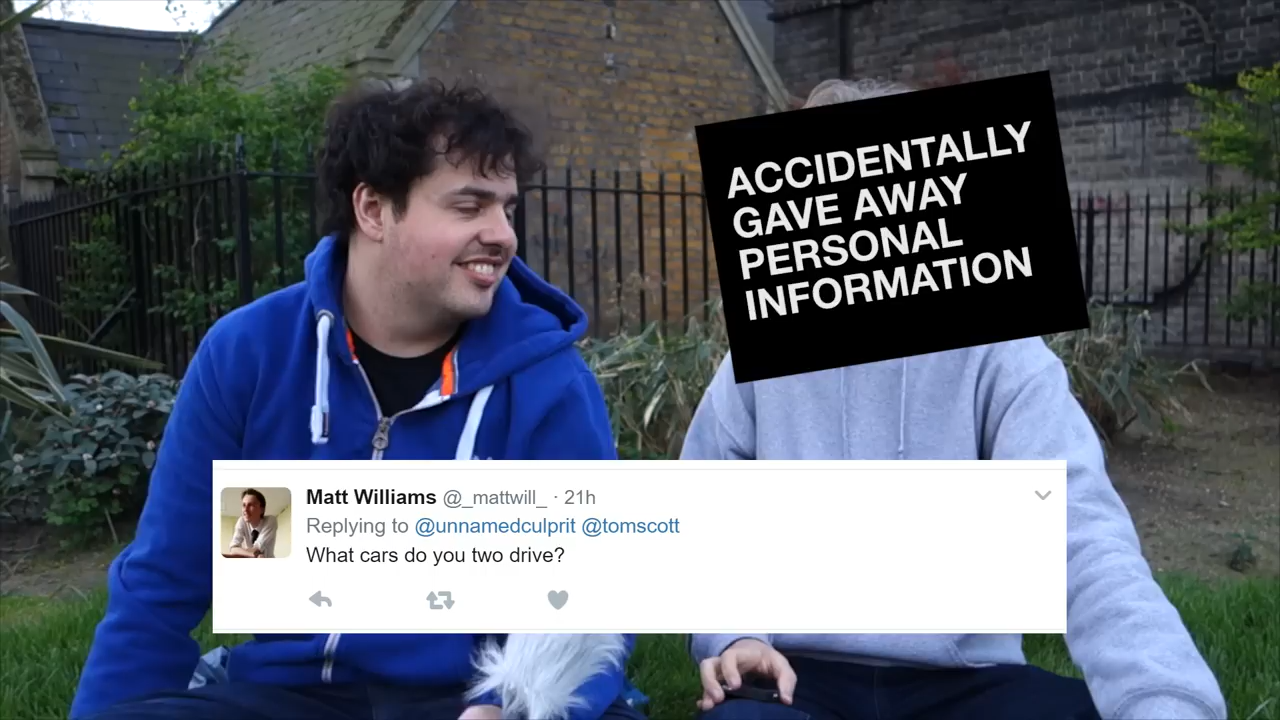 ACCIDENTALLY
GAVE AWAY
PERSONAL
INFORMATION
Matt Williams @_mattwill_ · 21h
Replying to @unnamedculprit @tomscott
What cars do you two drive?